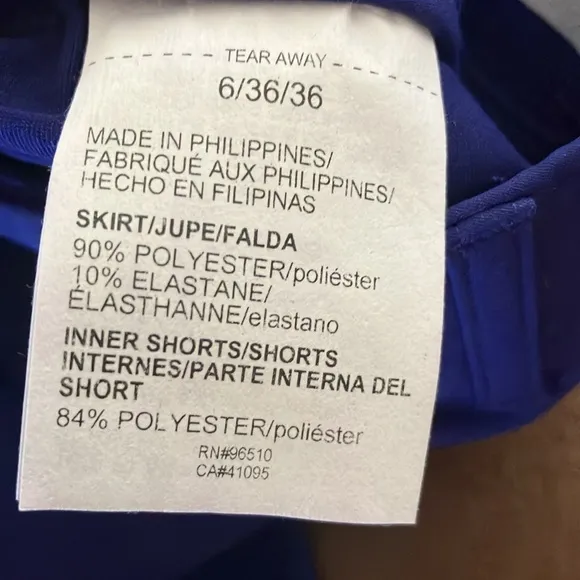 TEAR AWAY
6/36/36
MADE IN PHILIPPINES/
FABRIQUÉ AUX PHILIPPINES/
HECHO EN FILIPINAS
SKIRT/JUPE/FALDA
90% POLYESTER/poliéster
10% ELASTANE/
ÉLASTHANNE/elastano
INNER SHORTS/SHORTS
INTERNES/PARTE INTERNA DEL
SHORT
84% POLYESTER/poliéster
RN#96510
CA#41095